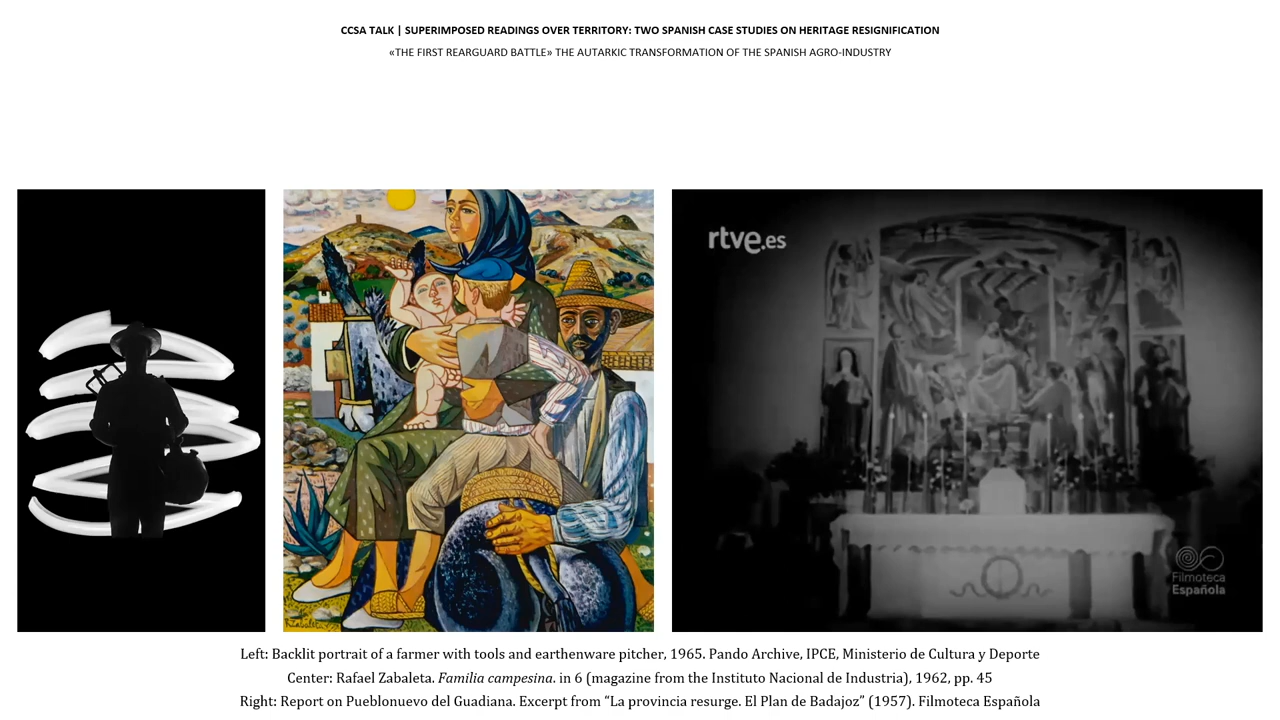 CCSA TALK | SUPERIMPOSED READINGS OVER TERRITORY: TWO SPANISH CASE STUDIES ON HERITAGE RESIGNIFICATION
«THE FIRST REARGUARD BATTLE» THE AUTARKIC TRANSFORMATION OF THE SPANISH AGRO-INDUSTRY
rtve.es
Zabaleta
Filmoteca
Española
Left: Backlit portrait of a farmer with tools and earthenware pitcher, 1965. Pando Archive, IPCE, Ministerio de Cultura y Deporte
Center: Rafael Zabaleta. Familia campesina. in 6 (magazine from the Instituto Nacional de Industria), 1962, pp. 45
Right: Report on Pueblonuevo del Guadiana. Excerpt from “La provincia resurge. El Plan de Badajoz” (1957). Filmoteca Española